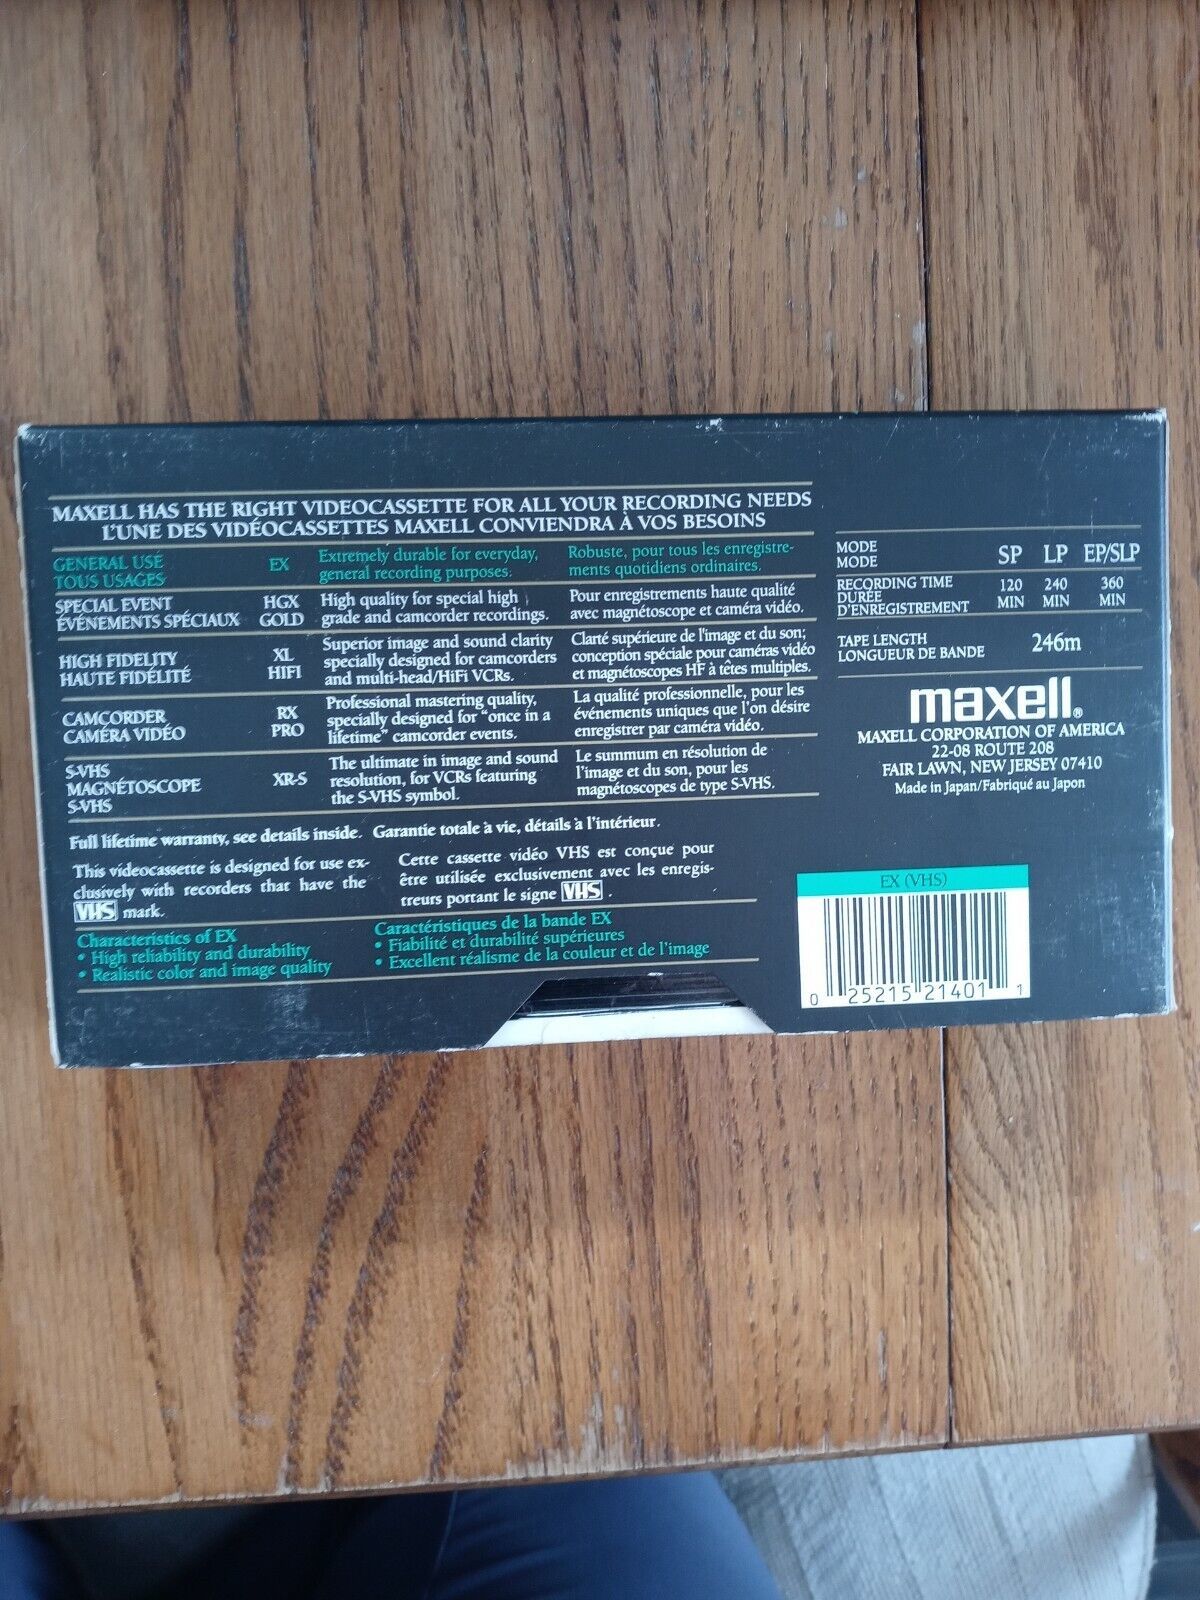 MAXELL HAS THE RIGHT VIDEOCASSETTE FOR ALL YOUR RECORDING NEEDS
L'UNE DES VIDÉOCASSETTES MAXELL CONVIENDRA À VOS BESOINS
GENERAL USE
TOUS USAGES
EX
Extremely durable for everyday,
general recording purposes.
Robuste, pour tous les enregistre-
ments quotidiens ordinaires.
SPECIAL EVENT
ÉVÉNEMENTS SPÉCIAUX
HGX
GOLD
High quality for special high
grade and camcorder recordings.
Pour enregistrements haute qualité
avec magnétoscope et caméra vidéo.
HIGH FIDELITY
HAUTE FIDÉLITÉ
XL
HIFI
Superior image and sound clarity
specially designed for camcorders
and multi-head/HiFi VCRs.
Clarté supérieure de l'image et du son;
conception spéciale pour caméras vidéo
et magnétoscopes HF à têtes multiples.
CAMCORDER
CAMÉRA VIDÉO
RX
PRO
Professional mastering quality,
specially designed for "once in a
lifetime" camcorder events.
La qualité professionnelle, pour les
événements uniques que l'on désire
enregistrer par caméra vidéo.
S-VHS
MAGNÉTOSCOPE
S-VHS
XR-S
The ultimate in image and sound
resolution, for VCRs featuring
the S-VHS symbol.
Le summum en résolution de
l'image et du son, pour les
magnétoscopes de type S-VHS.
Full lifetime warranty, see details inside. Garantie totale à vie, détails à l'intérieur.
This videocassette is designed for use ex-
clusively with recorders that have the
VHS mark.
Cette cassette vidéo VHS est conçue pour
être utilisée exclusivement avec les enregis-
treurs portant le signe VHS .
Characteristics of EX
• High reliability and durability
• Realistic color and image quality
Caractéristiques de la bande EX
• Fiabilité et durabilité supérieures
• Excellent réalisme de la couleur et de l'image
MODE
MODE
SP LP EP/SLP
RECORDING TIME
DURÉE
D'ENREGISTREMENT
120 240 360
MIN MIN MIN
TAPE LENGTH
LONGUEUR DE BANDE
246m
maxell®
MAXELL CORPORATION OF AMERICA
22-08 ROUTE 208
FAIR LAWN, NEW JERSEY 07410
Made in Japan/Fabriqué au Japon
EX (VHS)
0 25215 21401 1